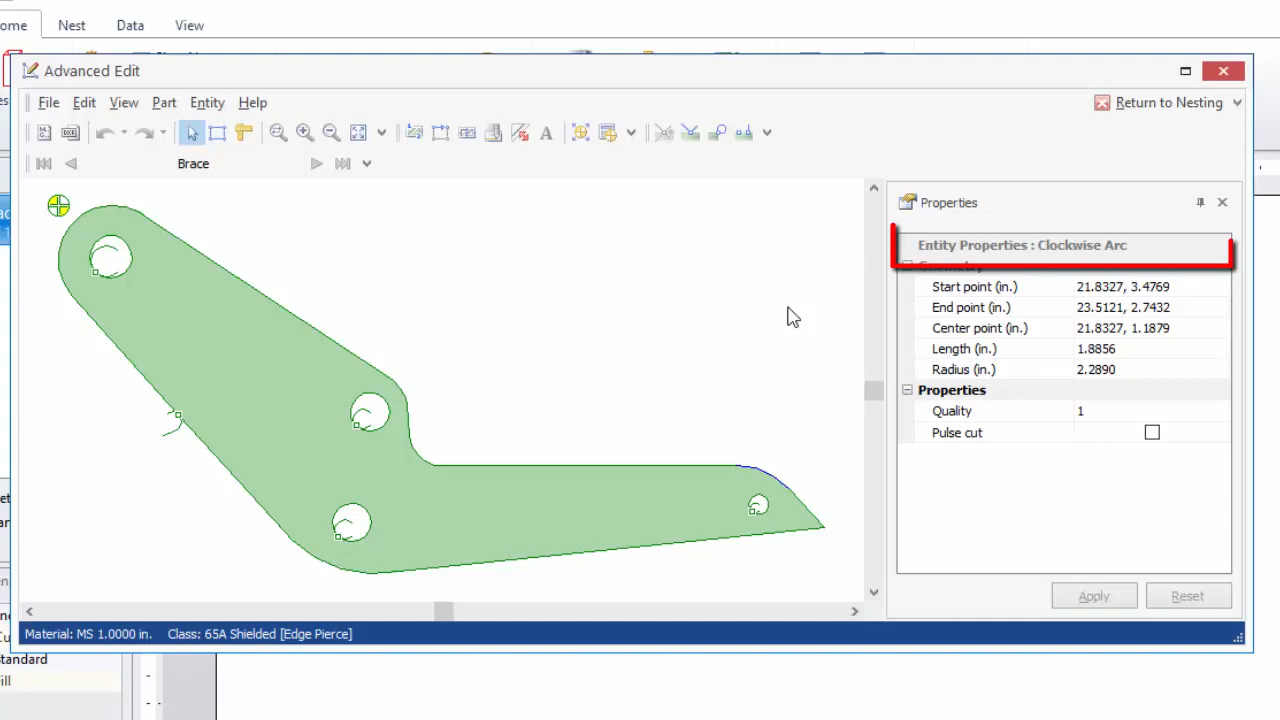 ome Nest Data View
Advanced Edit
File Edit View Part Entity Help Return to Nesting
Brace
Properties
Entity Properties : Clockwise Arc
Geometry
Start point (in.) 21.8327, 3.4769
End point (in.) 23.5121, 2.7432
Center point (in.) 21.8327, 1.1879
Length (in.) 1.8856
Radius (in.) 2.2890
Properties
Quality 1
Pulse cut
Apply Reset
Material: MS 1.0000 in. Class: 65A Shielded [Edge Pierce]
tandard
ill